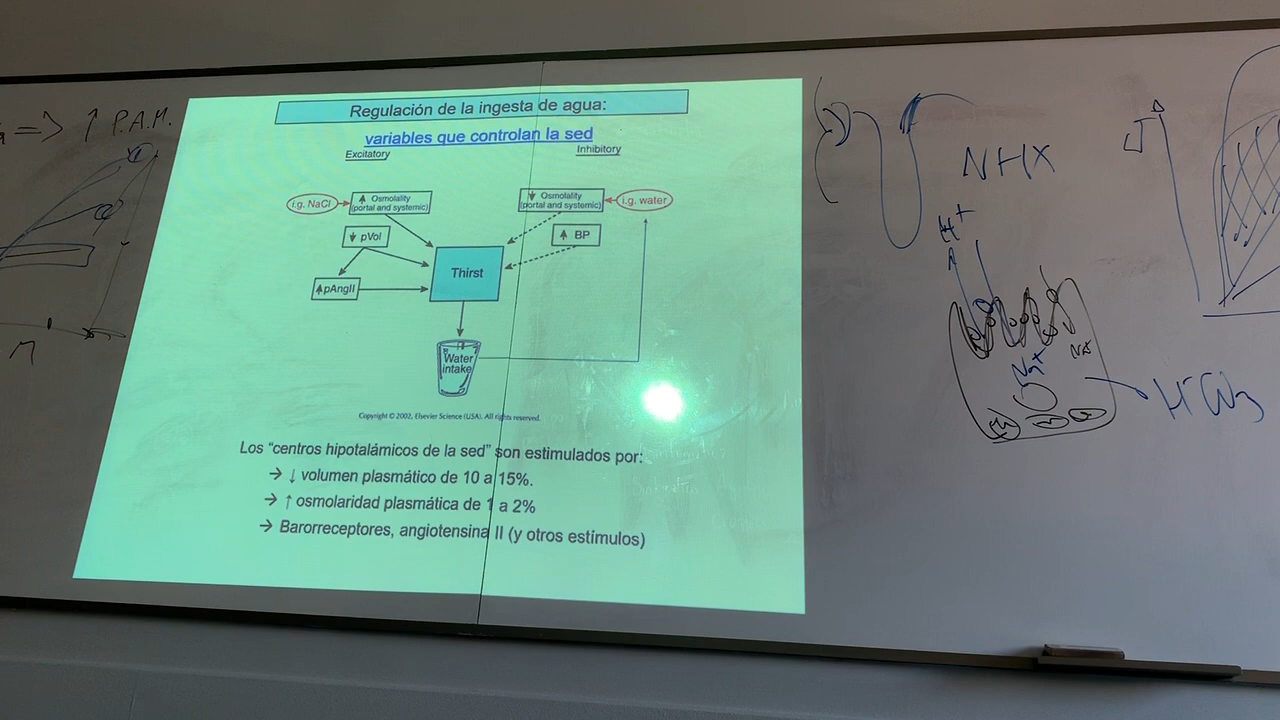 => ↑ P.A.M.
Regulación de la ingesta de agua:
variables que controlan la sed
Excitatory
Inhibitory
i.g. NaCl
↑ Osmolality
(portal and systemic)
↓ Osmolality
(portal and systemic)
i.g. water
↓ pVol
↑ BP
Thirst
↑pAngII
Water
intake
Copyright © 2002, Elsevier Science (USA). All rights reserved.
Los “centros hipotalámicos de la sed” son estimulados por:
→ ↓ volumen plasmático de 10 a 15%.
→ ↑ osmolaridad plasmática de 1 a 2%
→ Barorreceptores, angiotensina II (y otros estímulos)
NHX
H+
Na+